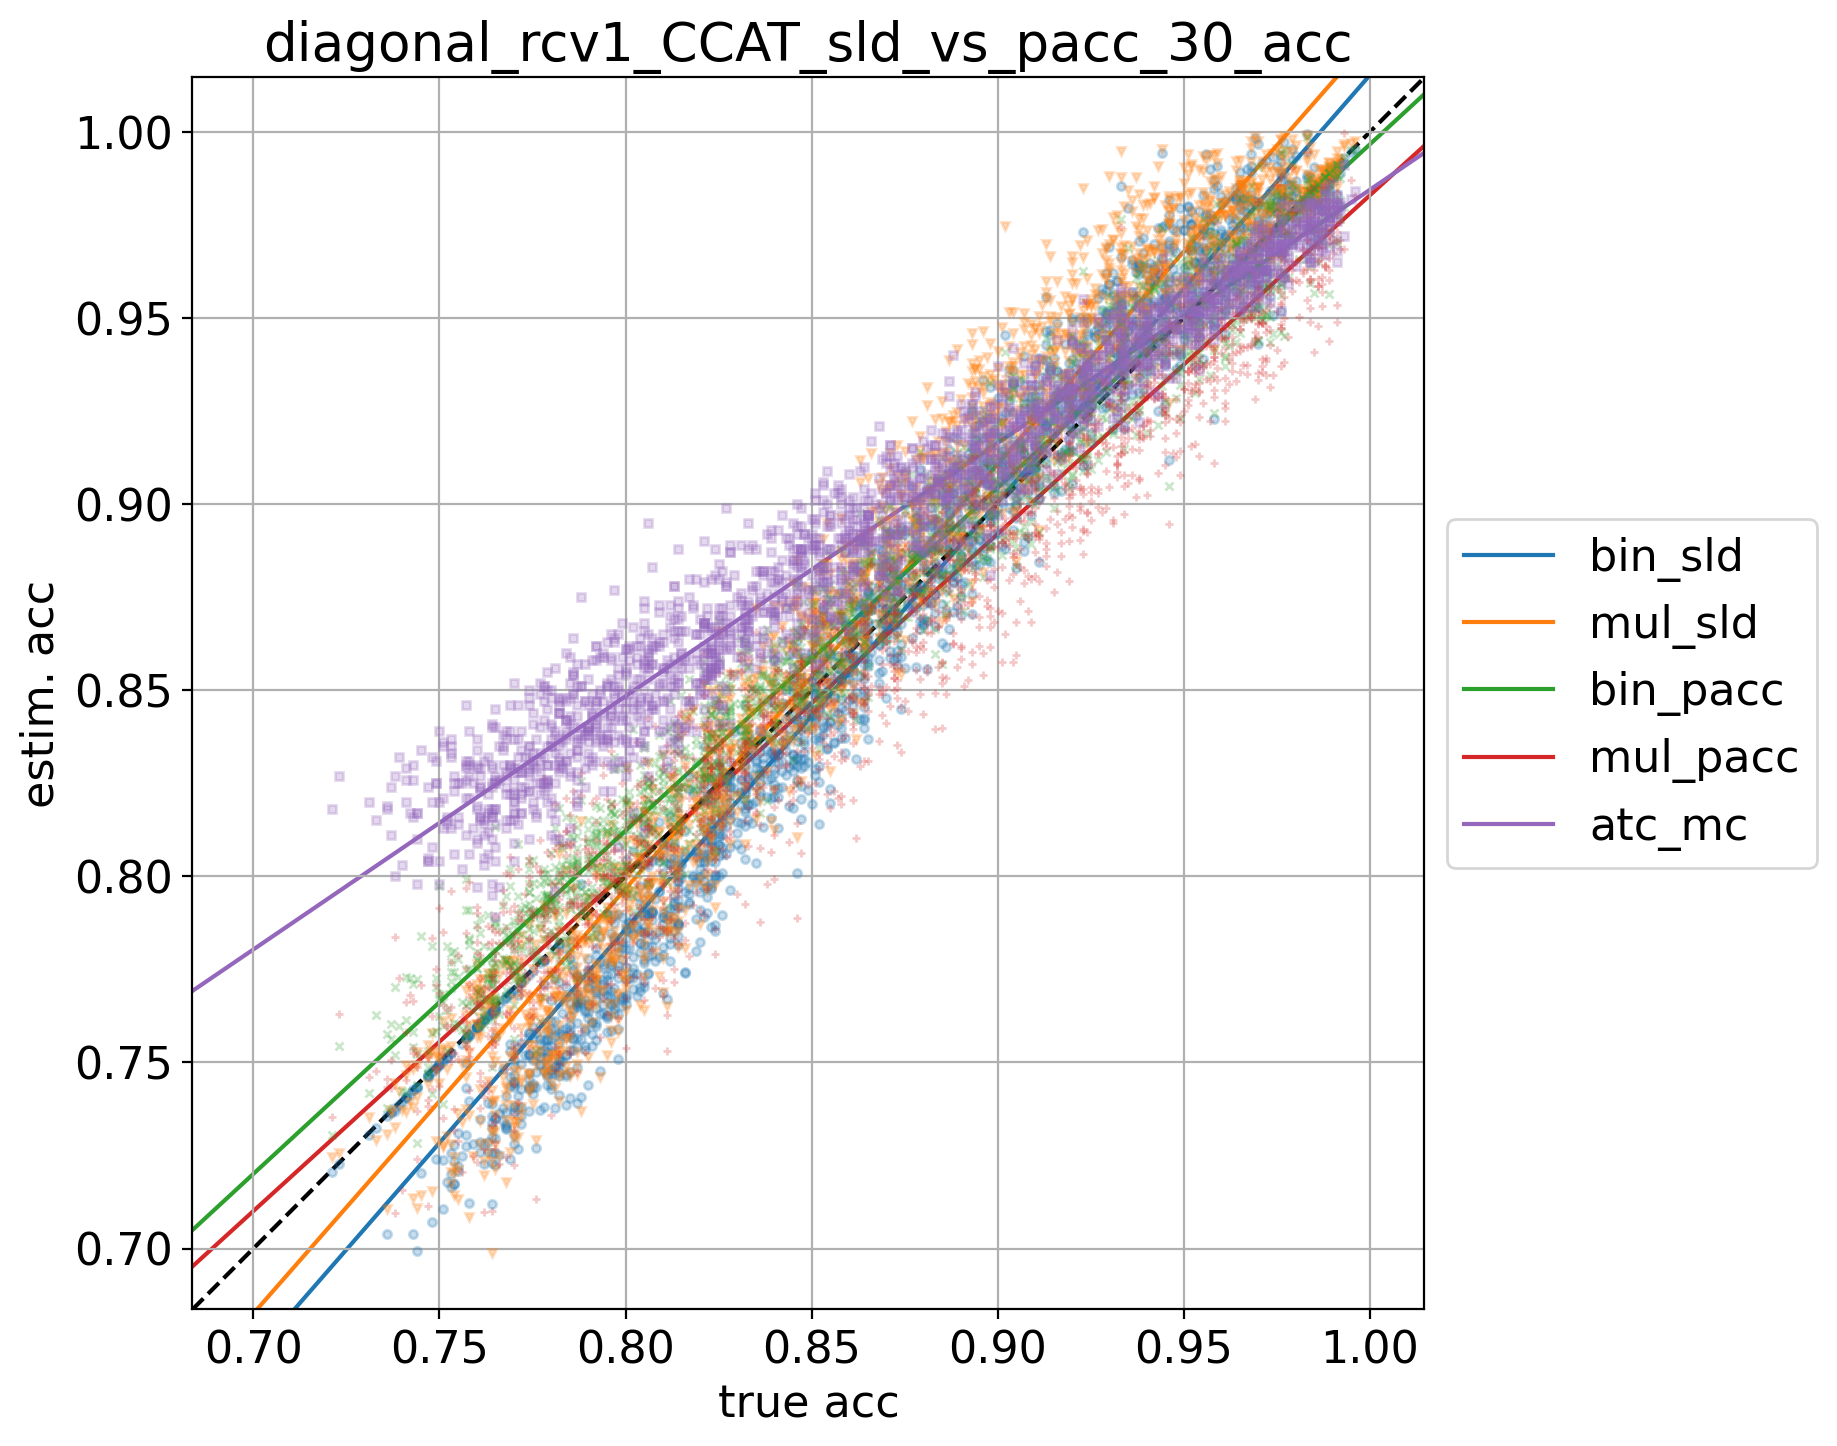 diagonal_rcv1_CCAT_sld_vs_pacc_30_acc
1.00
0.95
0.90
0.85
0.80
0.75
0.70
estim. acc
0.70 0.75 0.80 0.85 0.90 0.95 1.00
true acc
bin_sld
mul_sld
bin_pacc
mul_pacc
atc_mc